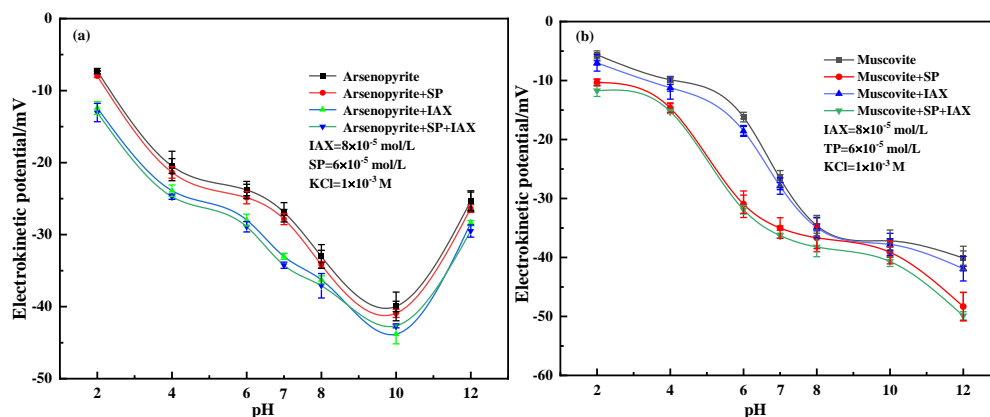 (a)
Arsenopyrite
Arsenopyrite+SP
Arsenopyrite+IAX
Arsenopyrite+SP+IAX
IAX=8×10⁻⁵ mol/L
SP=6×10⁻⁵ mol/L
KCl=1×10⁻³ M
Electrokinetic potential/mV
0
-10
-20
-30
-40
-50
2
4
6
7
8
10
12
pH
(b)
Muscovite
Muscovite+SP
Muscovite+IAX
Muscovite+SP+IAX
IAX=8×10⁻⁵ mol/L
TP=6×10⁻⁵ mol/L
KCl=1×10⁻³ M
Electrokinetic potential/mV
0
-10
-20
-30
-40
-50
-60
2
4
6
7
8
10
12
pH